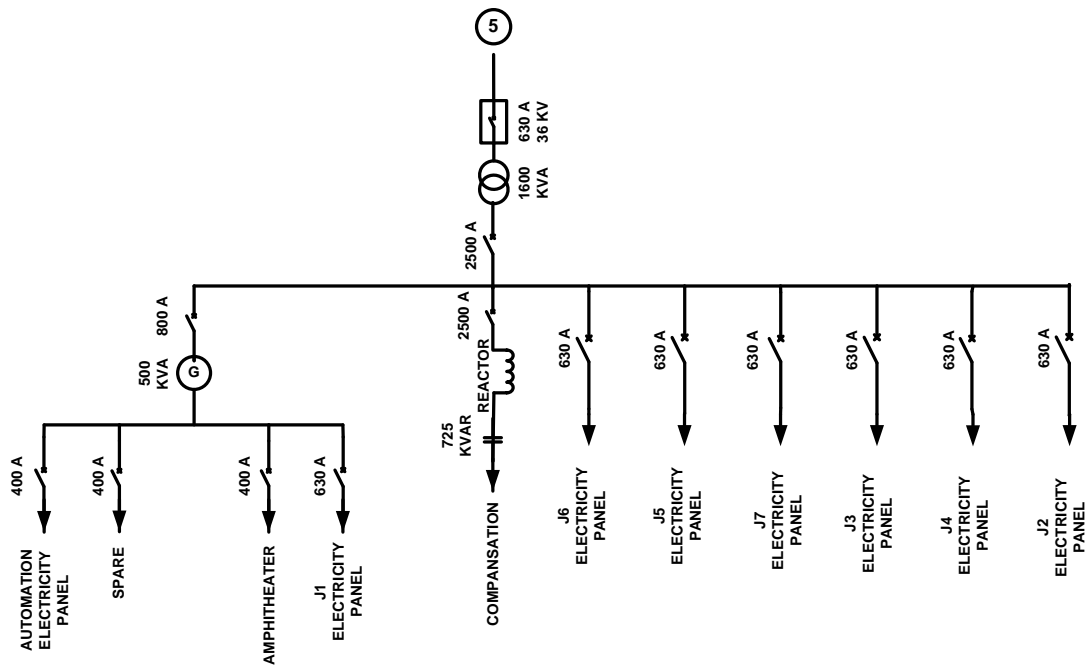 5
630 A
36 KV
1600
KVA
2500 A
800 A
500
KVA
G
2500 A
REACTOR
725
KVAR
COMPANSATION
400 A
AUTOMATION
ELECTRICITY
PANEL
400 A
SPARE
400 A
AMPHITHEATER
630 A
J1
ELECTRICITY
PANEL
630 A
J6
ELECTRICITY
PANEL
630 A
J5
ELECTRICITY
PANEL
630 A
J7
ELECTRICITY
PANEL
630 A
J3
ELECTRICITY
PANEL
630 A
J4
ELECTRICITY
PANEL
630 A
J2
ELECTRICITY
PANEL